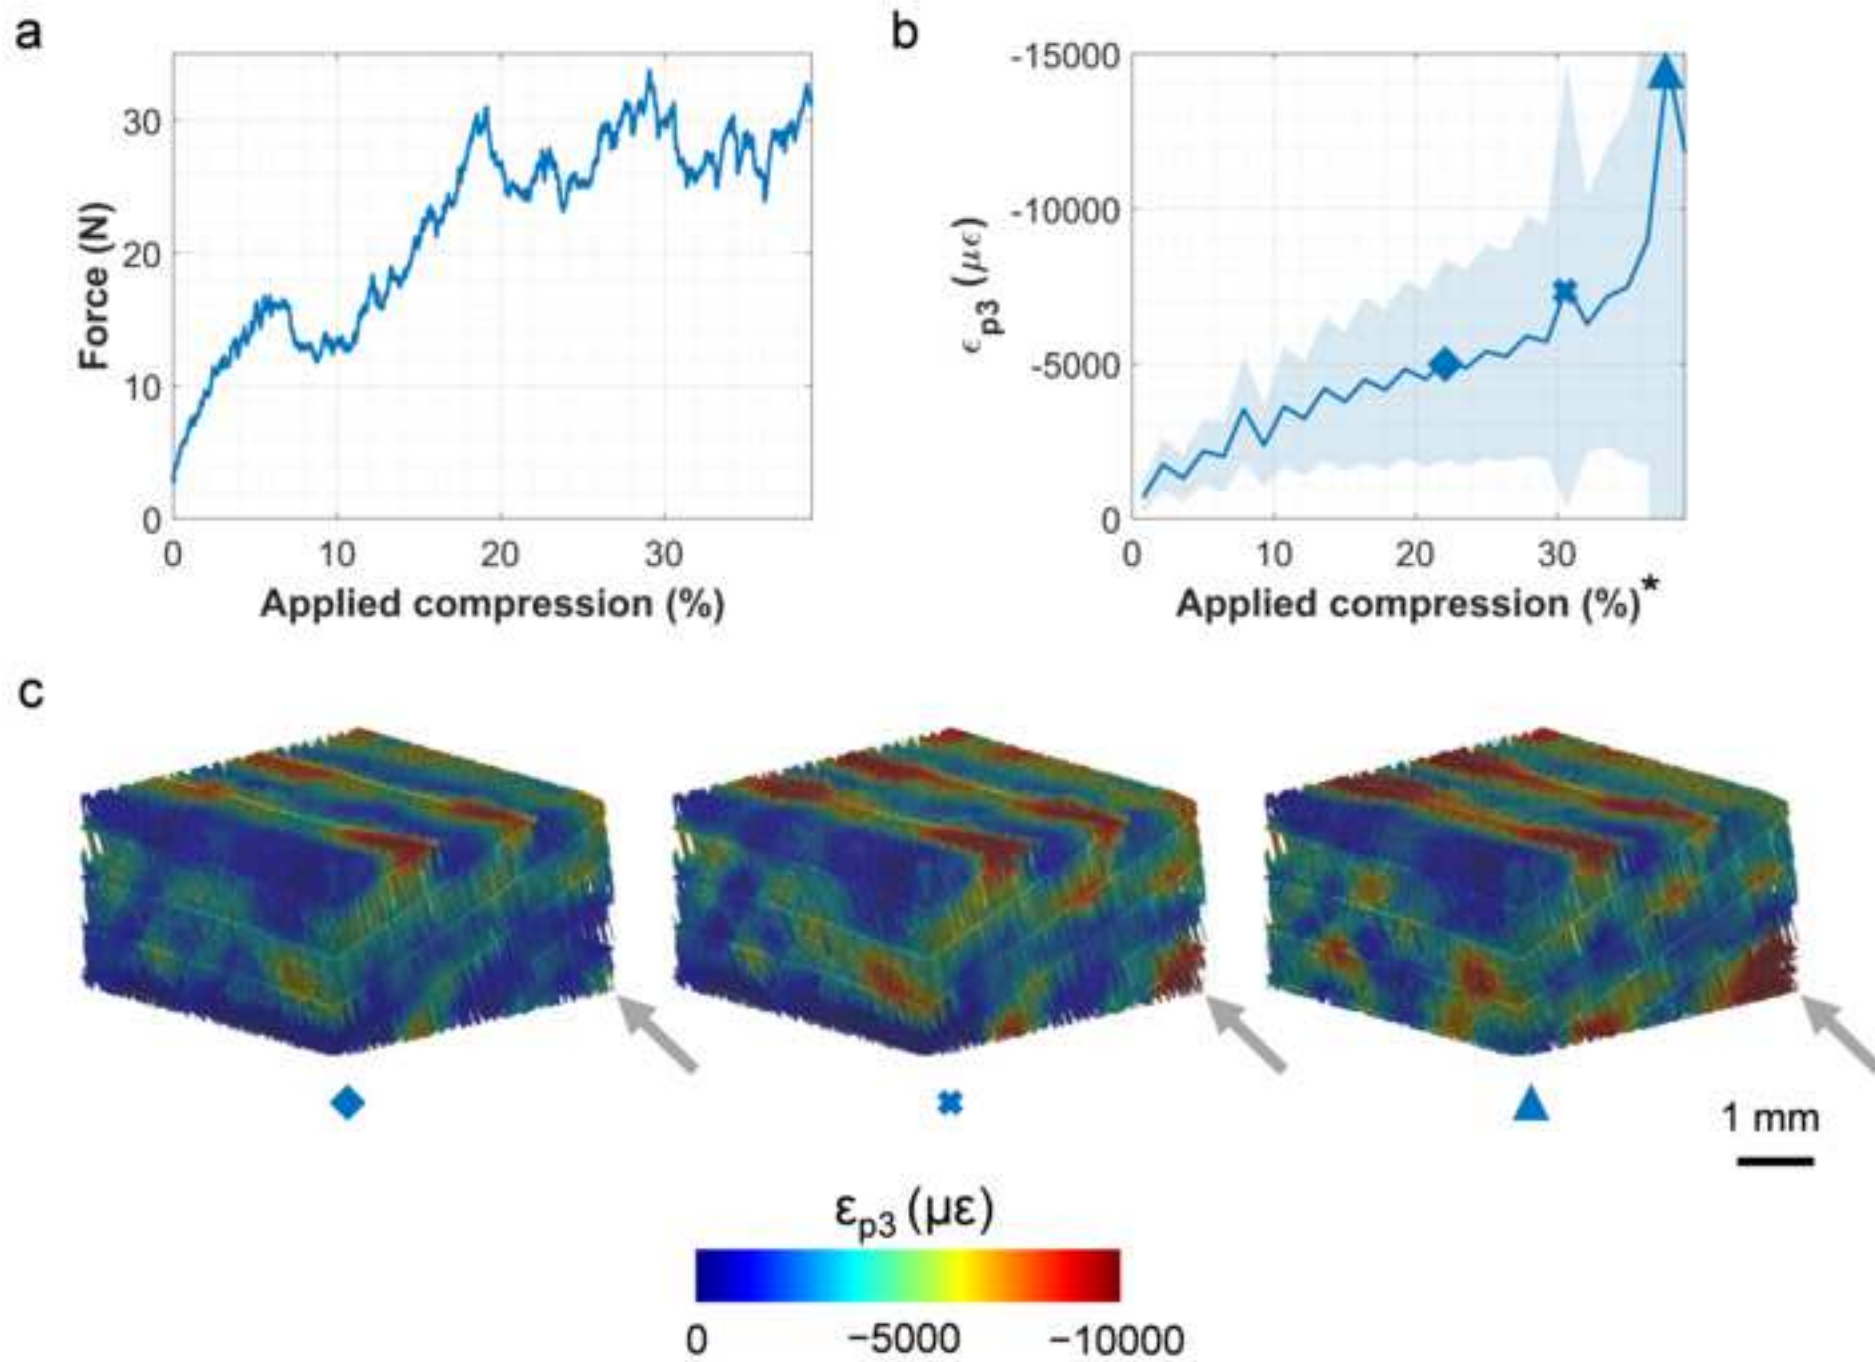 a
30
20
10
0
Force (N)
0 10 20 30
Applied compression (%)
b
-15000
-10000
-5000
0
ϵp3 (μϵ)
0 10 20 30
Applied compression (%)*
c
1 mm
εp3 (με)
0 −5000 −10000